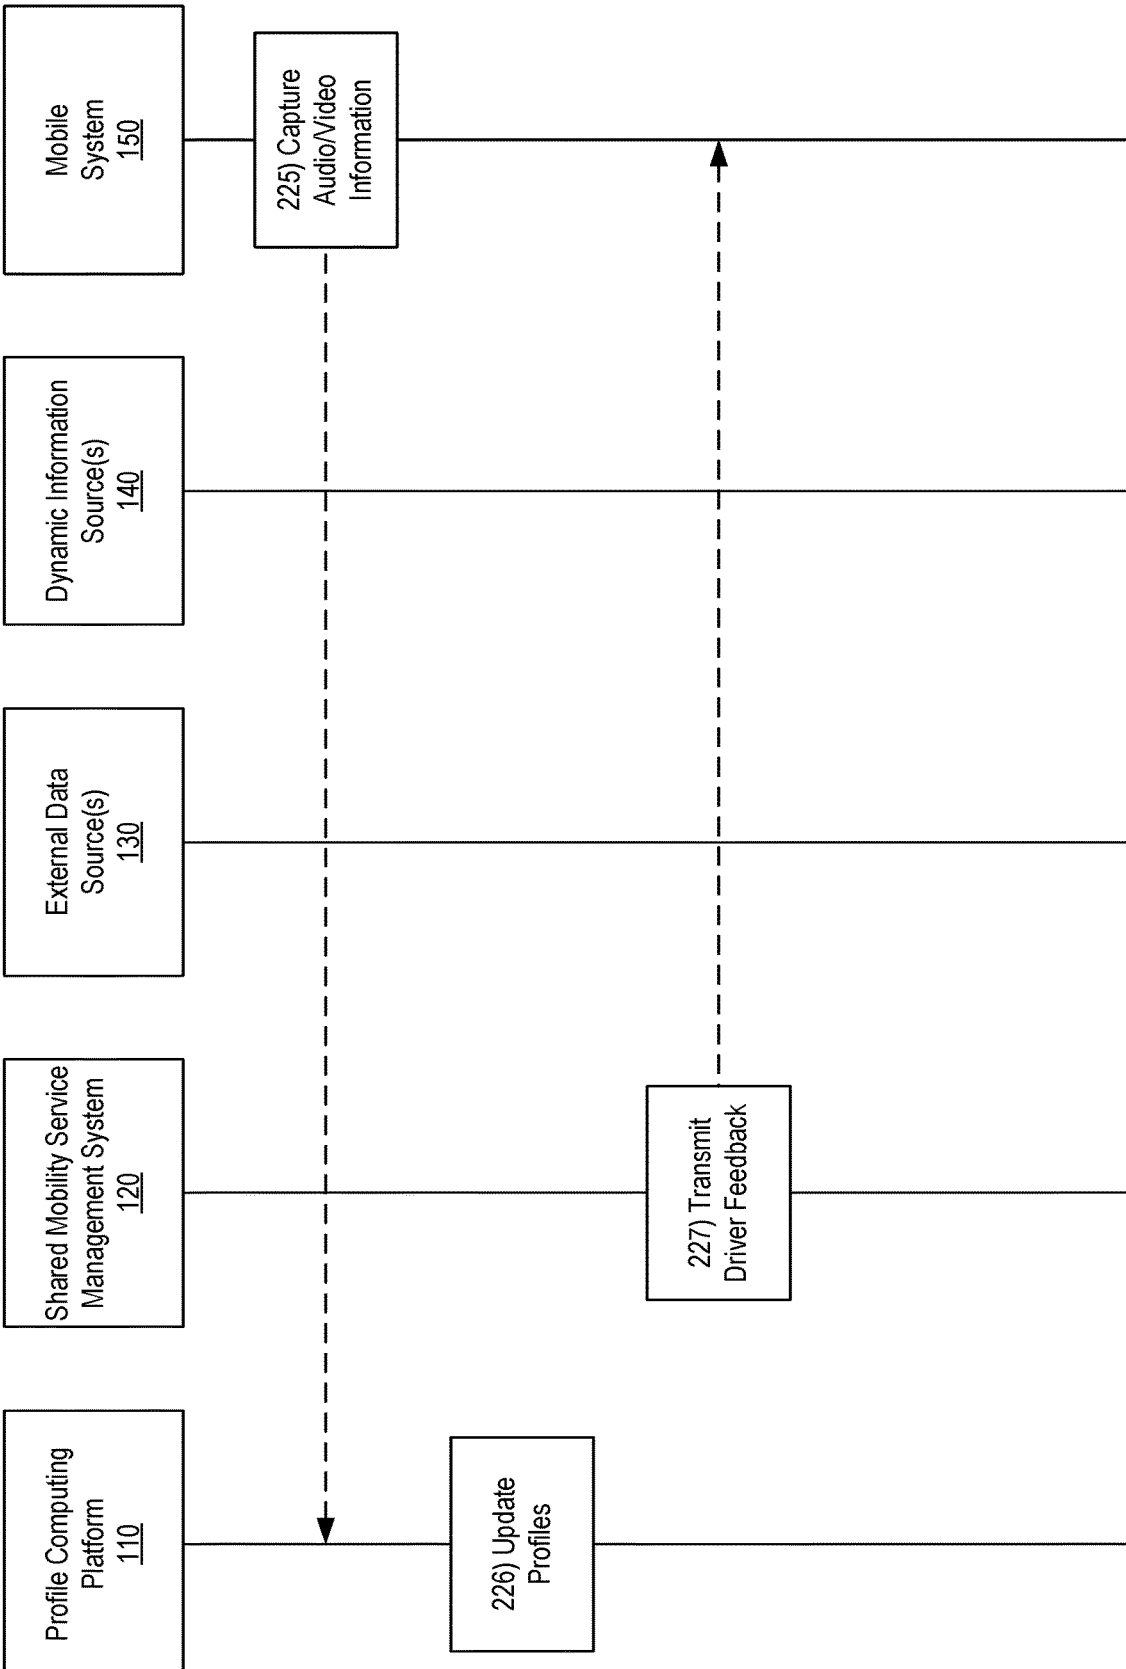 Profile Computing
Platform
110
Shared Mobility Service
Management System
120
External Data
Source(s)
130
Dynamic Information
Source(s)
140
Mobile
System
150
225) Capture
Audio/Video
Information
226) Update
Profiles
227) Transmit
Driver Feedback